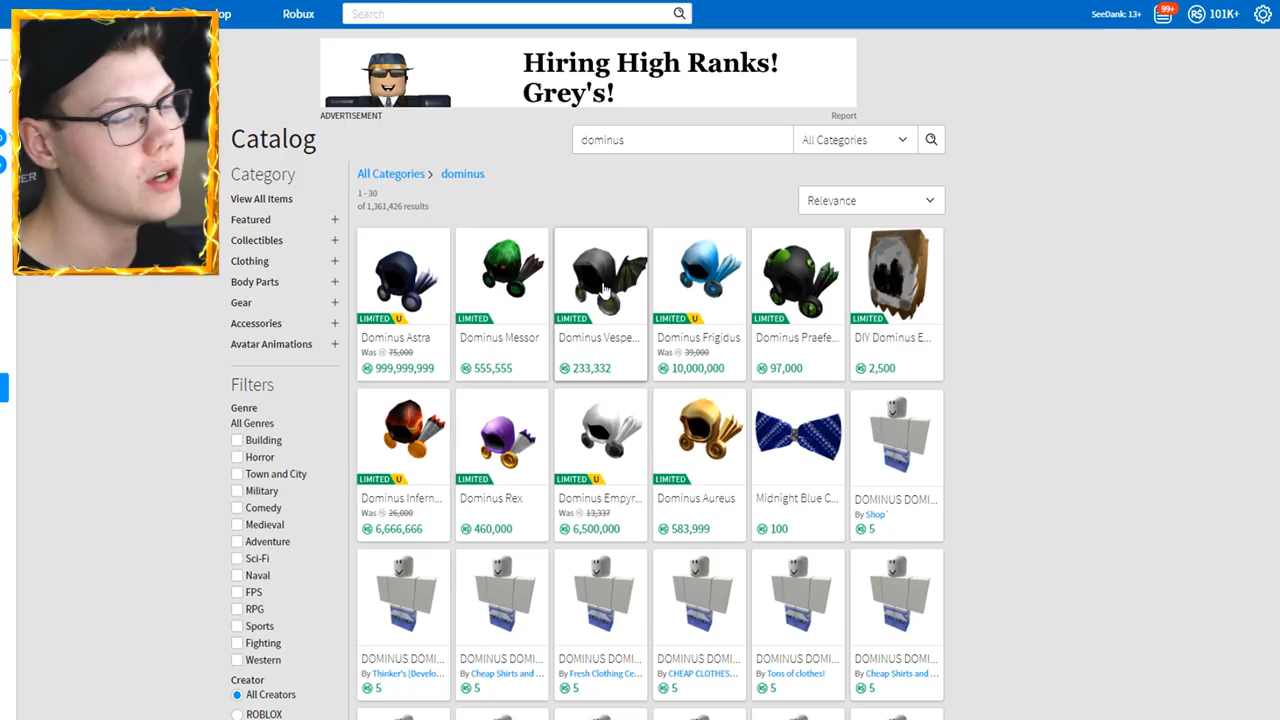 op
Robux
Search
SeeDank: 13+
99+
101K+
Hiring High Ranks!
Grey's!
ADVERTISEMENT
Report
Catalog
dominus
All Categories
Category
All Categories
dominus
View All Items
1 - 30
of 1,361,426 results
Relevance
Featured +
Collectibles +
Clothing +
Body Parts +
Gear +
Accessories +
Avatar Animations +
LIMITED U
LIMITED
LIMITED
LIMITED U
LIMITED
LIMITED
Dominus Astra
Was 75,000
999,999,999
Dominus Messor
555,555
Dominus Vespe...
233,332
Dominus Frigidus
Was 39,000
10,000,000
Dominus Praefe...
97,000
DIY Dominus E...
2,500
Filters
Genre
All Genres
Building
Horror
Town and City
Military
Comedy
Medieval
Adventure
Sci-Fi
Naval
FPS
RPG
Sports
Fighting
Western
Creator
All Creators
ROBLOX
LIMITED U
LIMITED
LIMITED U
LIMITED
Dominus Infern...
Was 26,000
6,666,666
Dominus Rex
460,000
Dominus Empyr...
Was 13,337
6,500,000
Dominus Aureus
583,999
Midnight Blue C...
100
DOMINUS DOMI...
By Shop`
5
DOMINUS DOMI...
By Thinker's |Develo...
5
DOMINUS DOMI...
By Cheap Shirts and ...
5
DOMINUS DOMI...
By Fresh Clothing Ce...
5
DOMINUS DOMI...
By CHEAP CLOTHES...
5
DOMINUS DOMI...
By Tons of clothes!
5
DOMINUS DOMI...
By Cheap Shirts and ...
5